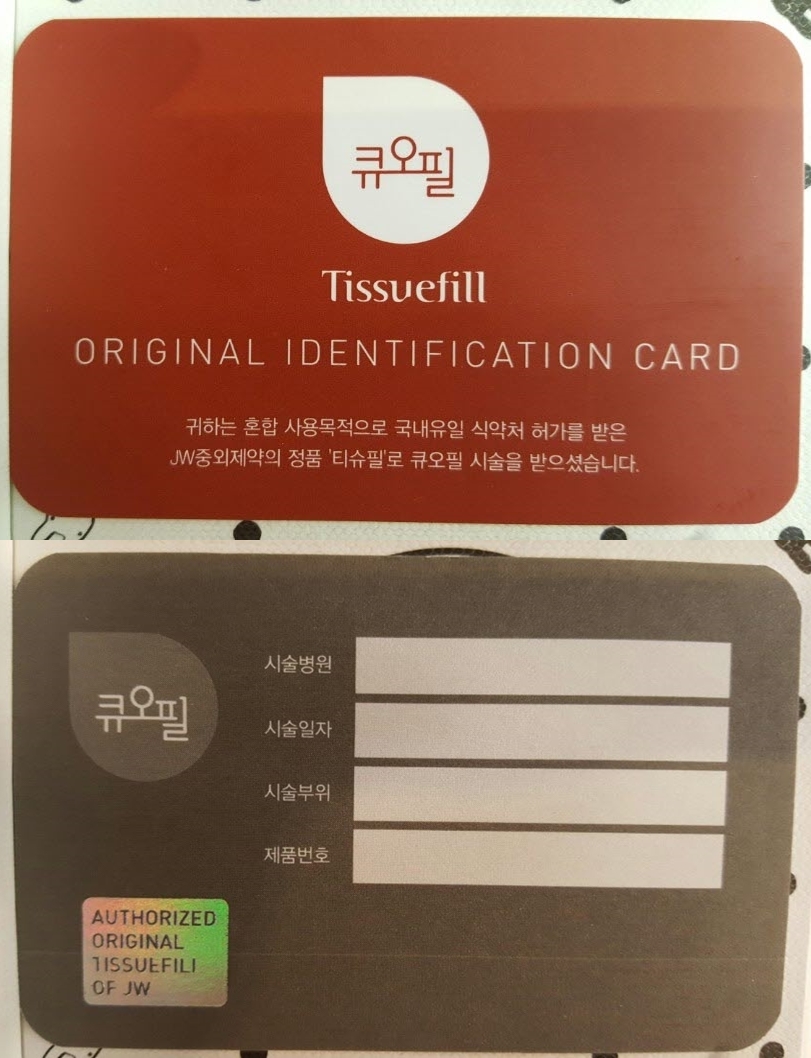 큐오필
Tissuefill
ORIGINAL IDENTIFICATION CARD
귀하는 혼합 사용목적으로 국내유일 식약처 허가를 받은
JW중외제약의 정품 '티슈필'로 큐오필 시술을 받으셨습니다.
큐오필
시술병원
시술일자
시술부위
제품번호
AUTHORIZED
ORIGINAL
TISSUEFILL
OF JW